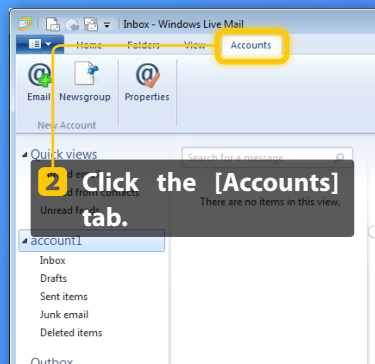 Inbox - Windows Live Mail
Home Folders View Accounts
Email Newsgroup Properties
New Account
Quick views
Search for a message
Unread from contacts
There are no items in this view.
Unread feeds
2 Click the [Accounts]
tab.
account1
Inbox
Drafts
Sent items
Junk email
Deleted items
Outbox